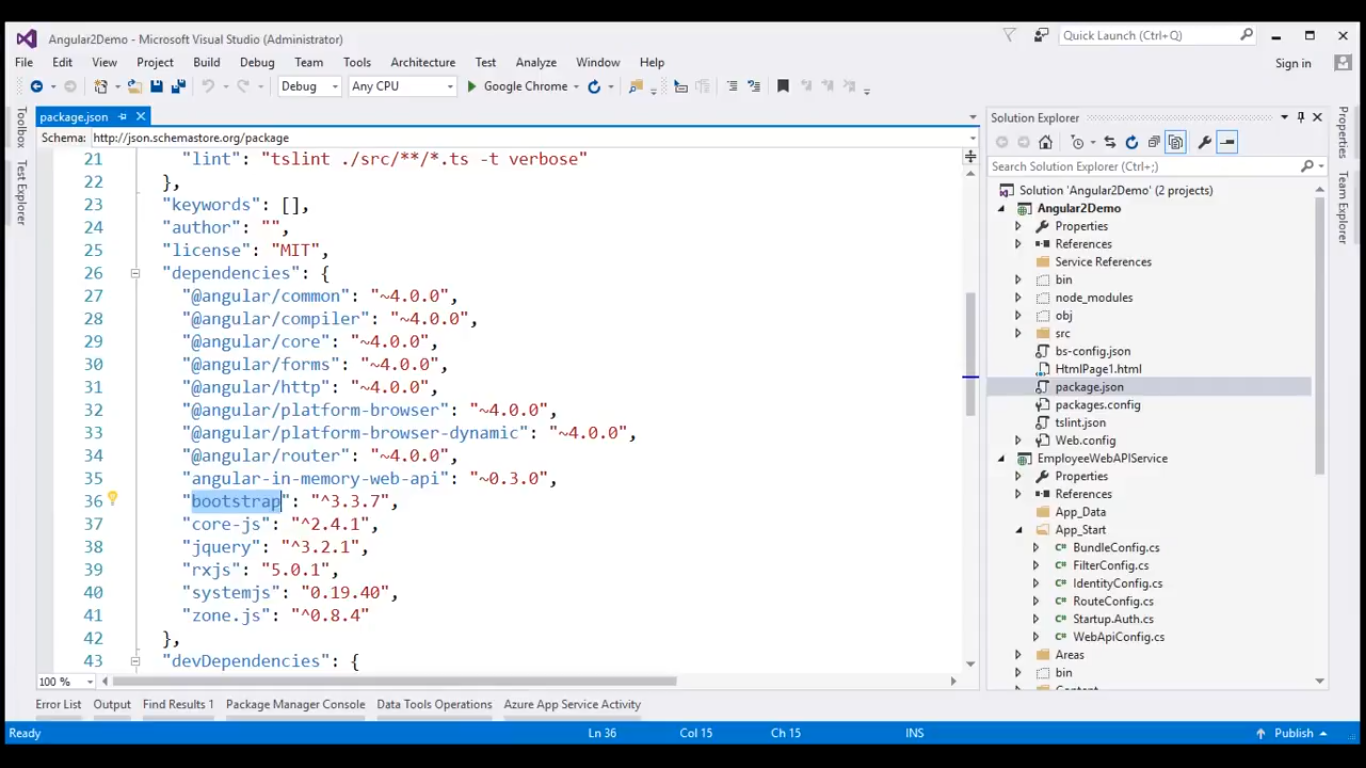 Angular2Demo - Microsoft Visual Studio (Administrator)
Quick Launch (Ctrl+Q)
File Edit View Project Build Debug Team Tools Architecture Test Analyze Window Help
Sign in
Debug Any CPU Google Chrome
Toolbox
Test Explorer
package.json
Schema: http://json.schemastore.org/package
21 "lint": "tslint ./src/**/*.ts -t verbose"
22 },
23 "keywords": [],
24 "author": "",
25 "license": "MIT",
26 "dependencies": {
27 "@angular/common": "~4.0.0",
28 "@angular/compiler": "~4.0.0",
29 "@angular/core": "~4.0.0",
30 "@angular/forms": "~4.0.0",
31 "@angular/http": "~4.0.0",
32 "@angular/platform-browser": "~4.0.0",
33 "@angular/platform-browser-dynamic": "~4.0.0",
34 "@angular/router": "~4.0.0",
35 "angular-in-memory-web-api": "~0.3.0",
36 "bootstrap": "^3.3.7",
37 "core-js": "^2.4.1",
38 "jquery": "^3.2.1",
39 "rxjs": "5.0.1",
40 "systemjs": "0.19.40",
41 "zone.js": "^0.8.4"
42 },
43 "devDependencies": {
100 %
Solution Explorer
Search Solution Explorer (Ctrl+;)
Solution 'Angular2Demo' (2 projects)
Angular2Demo
Properties
References
Service References
bin
node_modules
obj
src
bs-config.json
HtmlPage1.html
package.json
packages.config
tslint.json
Web.config
EmployeeWebAPIService
Properties
References
App_Data
App_Start
BundleConfig.cs
FilterConfig.cs
IdentityConfig.cs
RouteConfig.cs
Startup.Auth.cs
WebApiConfig.cs
Areas
bin
Properties
Team Explorer
Error List Output Find Results 1 Package Manager Console Data Tools Operations Azure App Service Activity
Ready Ln 36 Col 15 Ch 15 INS Publish